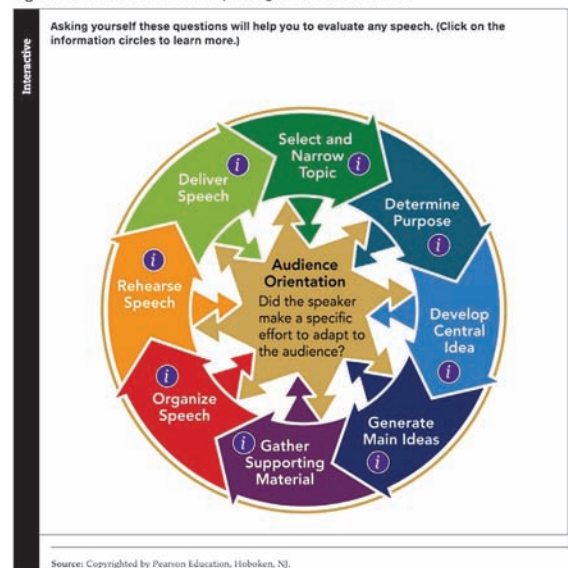 Asking yourself these questions will help you to evaluate any speech. (Click on the
information circles to learn more.)
Interactive
Select and
Narrow
Topic
i
Determine
Purpose
i
Develop
Central
Idea
i
Generate
Main Ideas
i
Gather
Supporting
Material
i
Organize
Speech
i
Rehearse
Speech
i
Deliver
Speech
i
Audience
Orientation
Did the speaker
make a specific
effort to adapt to
the audience?
Source: Copyrighted by Pearson Education, Hoboken, NJ.